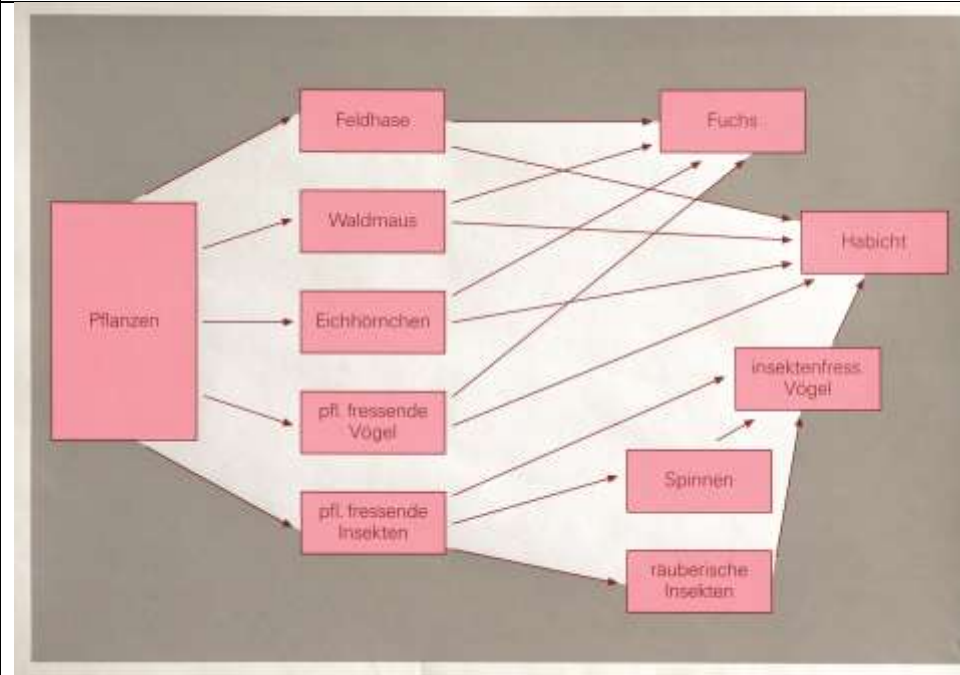 Feldhase
Fuchs
Waldmaus
Habicht
Pflanzen
Eichhörnchen
insektenfress
Vögel
pfl. fressende
Vögel
Spinnen
pfl. fressende
Insekten
räuberische
Insekten